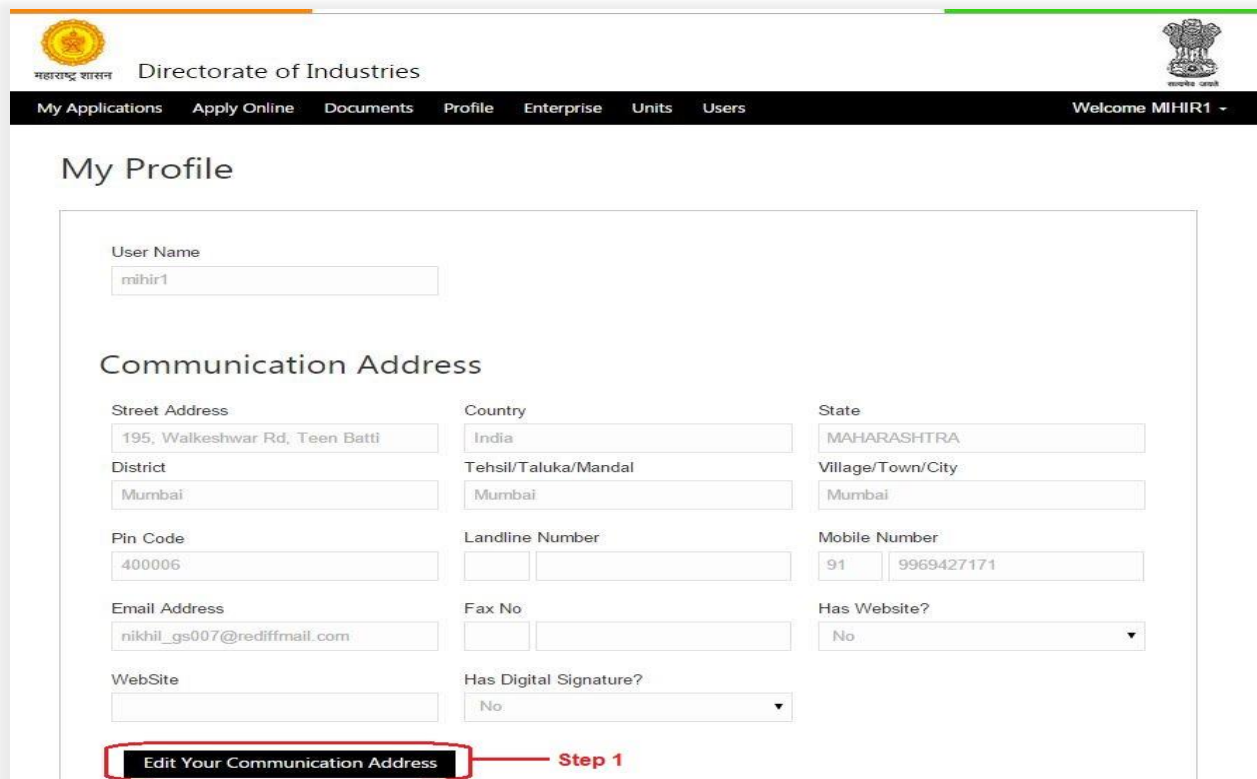 महाराष्ट्र शासन
Directorate of Industries
सत्यमेव जयते
My Applications Apply Online Documents Profile Enterprise Units Users Welcome MIHIR1
My Profile
User Name
mihir1
Communication Address
Street Address Country State
195, Walkeshwar Rd, Teen Batti India MAHARASHTRA
District Tehsil/Taluka/Mandal Village/Town/City
Mumbai Mumbai Mumbai
Pin Code Landline Number Mobile Number
400006 91 9969427171
Email Address Fax No Has Website?
nikhil_gs007@rediffmail.com No
WebSite Has Digital Signature?
No
Edit Your Communication Address Step 1